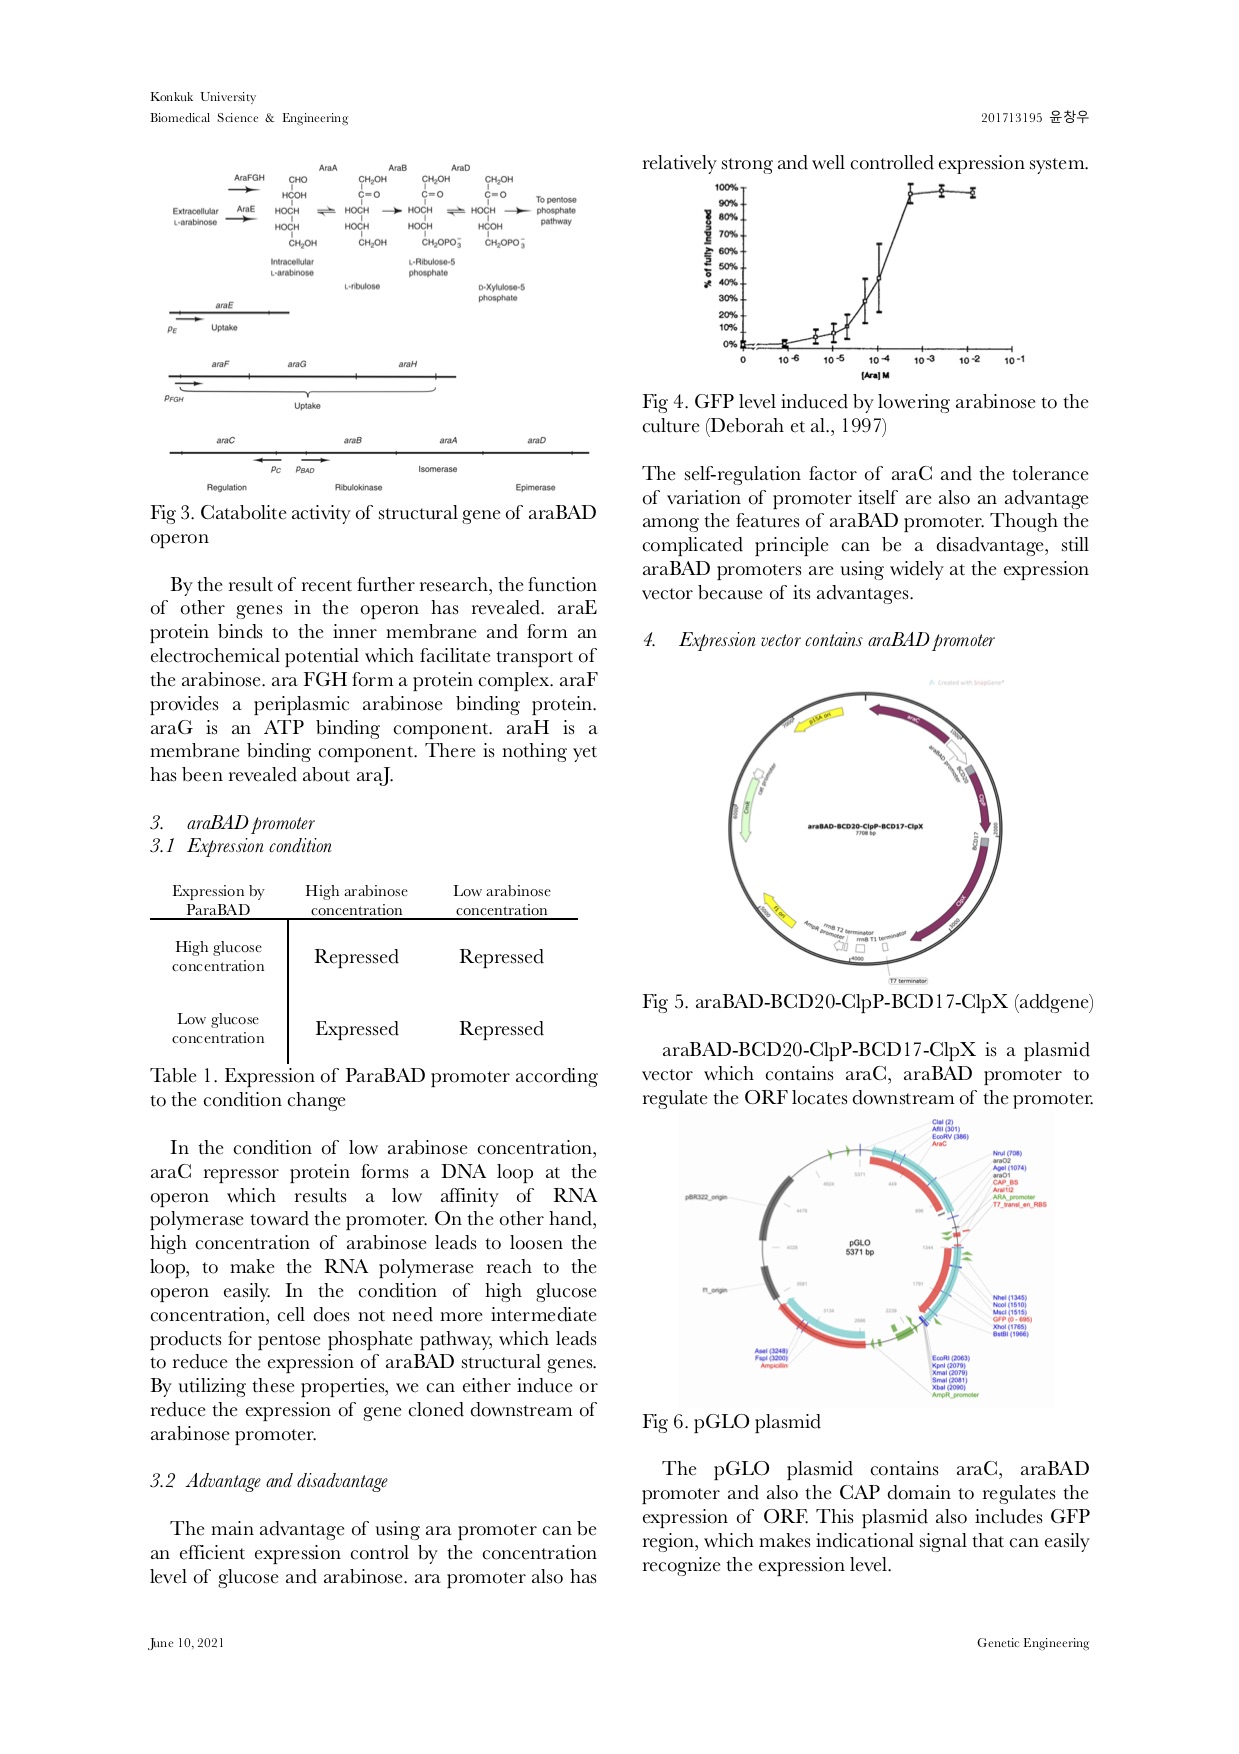 Konkuk University
Biomedical Science & Engineering
201713195 윤창우
AraA AraB AraD
AraFGH
CHO CH2OH CH2OH CH2OH
HCOH C=O C=O C=O
To pentose
phosphate
pathway
Extracellular
L-arabinose
AraE
HOCH HOCH HOCH HOCH
HOCH HOCH HOCH HCOH
CH2OH CH2OH CH2OPO3- CH2OPO3-
Intracellular
L-arabinose
L-Ribulose-5
phosphate
L-ribulose
D-Xylulose-5
phosphate
araE
pE Uptake
araF araG araH
pFGH
Uptake
araC araB araA araD
pC pBAD Isomerase
Regulation Ribulokinase Epimerase
Fig 3. Catabolite activity of structural gene of araBAD
operon
By the result of recent further research, the function
of other genes in the operon has revealed. araE
protein binds to the inner membrane and form an
electrochemical potential which facilitate transport of
the arabinose. ara FGH form a protein complex. araF
provides a periplasmic arabinose binding protein.
araG is an ATP binding component. araH is a
membrane binding component. There is nothing yet
has been revealed about araJ.
3. araBAD promoter
3.1 Expression condition
Expression by
ParaBAD
High arabinose
concentration
Low arabinose
concentration
High glucose
concentration
Repressed Repressed
Low glucose
concentration
Expressed Repressed
Table 1. Expression of ParaBAD promoter according
to the condition change
In the condition of low arabinose concentration,
araC repressor protein forms a DNA loop at the
operon which results a low affinity of RNA
polymerase toward the promoter. On the other hand,
high concentration of arabinose leads to loosen the
loop, to make the RNA polymerase reach to the
operon easily. In the condition of high glucose
concentration, cell does not need more intermediate
products for pentose phosphate pathway, which leads
to reduce the expression of araBAD structural genes.
By utilizing these properties, we can either induce or
reduce the expression of gene cloned downstream of
arabinose promoter.
3.2 Advantage and disadvantage
The main advantage of using ara promoter can be
an efficient expression control by the concentration
level of glucose and arabinose. ara promoter also has
relatively strong and well controlled expression system.
% of fully induced
100%
90%
80%
70%
60%
50%
40%
30%
20%
10%
0%
0 10-6 10-5 10-4 10-3 10-2 10-1
[Ara] M
Fig 4. GFP level induced by lowering arabinose to the
culture (Deborah et al., 1997)
The self-regulation factor of araC and the tolerance
of variation of promoter itself are also an advantage
among the features of araBAD promoter. Though the
complicated principle can be a disadvantage, still
araBAD promoters are using widely at the expression
vector because of its advantages.
4. Expression vector contains araBAD promoter
Created with SnapGene®
p15A ori
araC
1000
araBAD promoter
BCD20
ClpP
2000
BCD17
ClpX
3000
T7 terminator
rrnB T1 terminator
rrnB T2 terminator
AmpR promoter
4000
f1 ori
5000
CmR
cat promoter
6000
7000
araBAD-BCD20-ClpP-BCD17-ClpX
7708 bp
Fig 5. araBAD-BCD20-ClpP-BCD17-ClpX (addgene)
araBAD-BCD20-ClpP-BCD17-ClpX is a plasmid
vector which contains araC, araBAD promoter to
regulate the ORF locates downstream of the promoter.
ClaI (2)
AflII (301)
EcoRV (386)
AraC
NruI (708)
araO2
AgeI (1074)
araO1
CAP_BS
AraI1I2
ARA_promoter
T7_transl_en_RBS
pBR322_origin
pGLO
5371 bp
f1_origin
NheI (1345)
NcoI (1510)
MscI (1515)
GFP (0 - 695)
XhoI (1765)
BstBI (1966)
AseI (3248)
FspI (3200)
Ampicillin
EcoRI (2063)
KpnI (2079)
XmaI (2079)
SmaI (2081)
XbaI (2090)
AmpR_promoter
Fig 6. pGLO plasmid
The pGLO plasmid contains araC, araBAD
promoter and also the CAP domain to regulates the
expression of ORF. This plasmid also includes GFP
region, which makes indicational signal that can easily
recognize the expression level.
June 10, 2021
Genetic Engineering